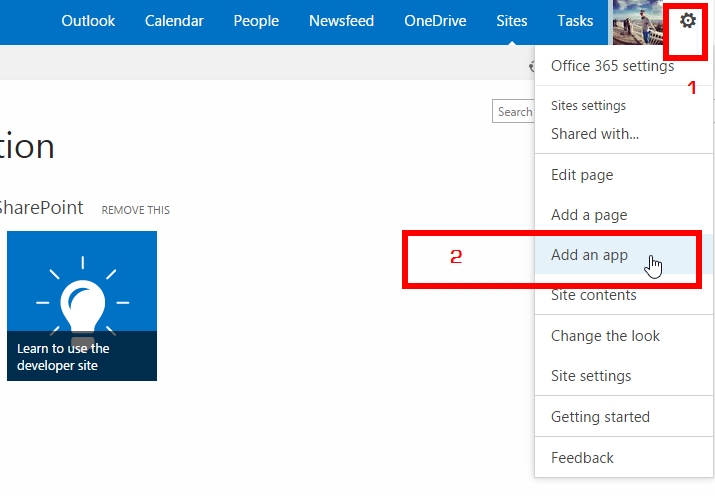 Outlook Calendar People Newsfeed OneDrive Sites Tasks
Office 365 settings
1
Sites settings
Search
Shared with...
tion
Edit page
SharePoint REMOVE THIS
Add a page
2
Add an app
Site contents
Learn to use the
developer site
Change the look
Site settings
Getting started
Feedback